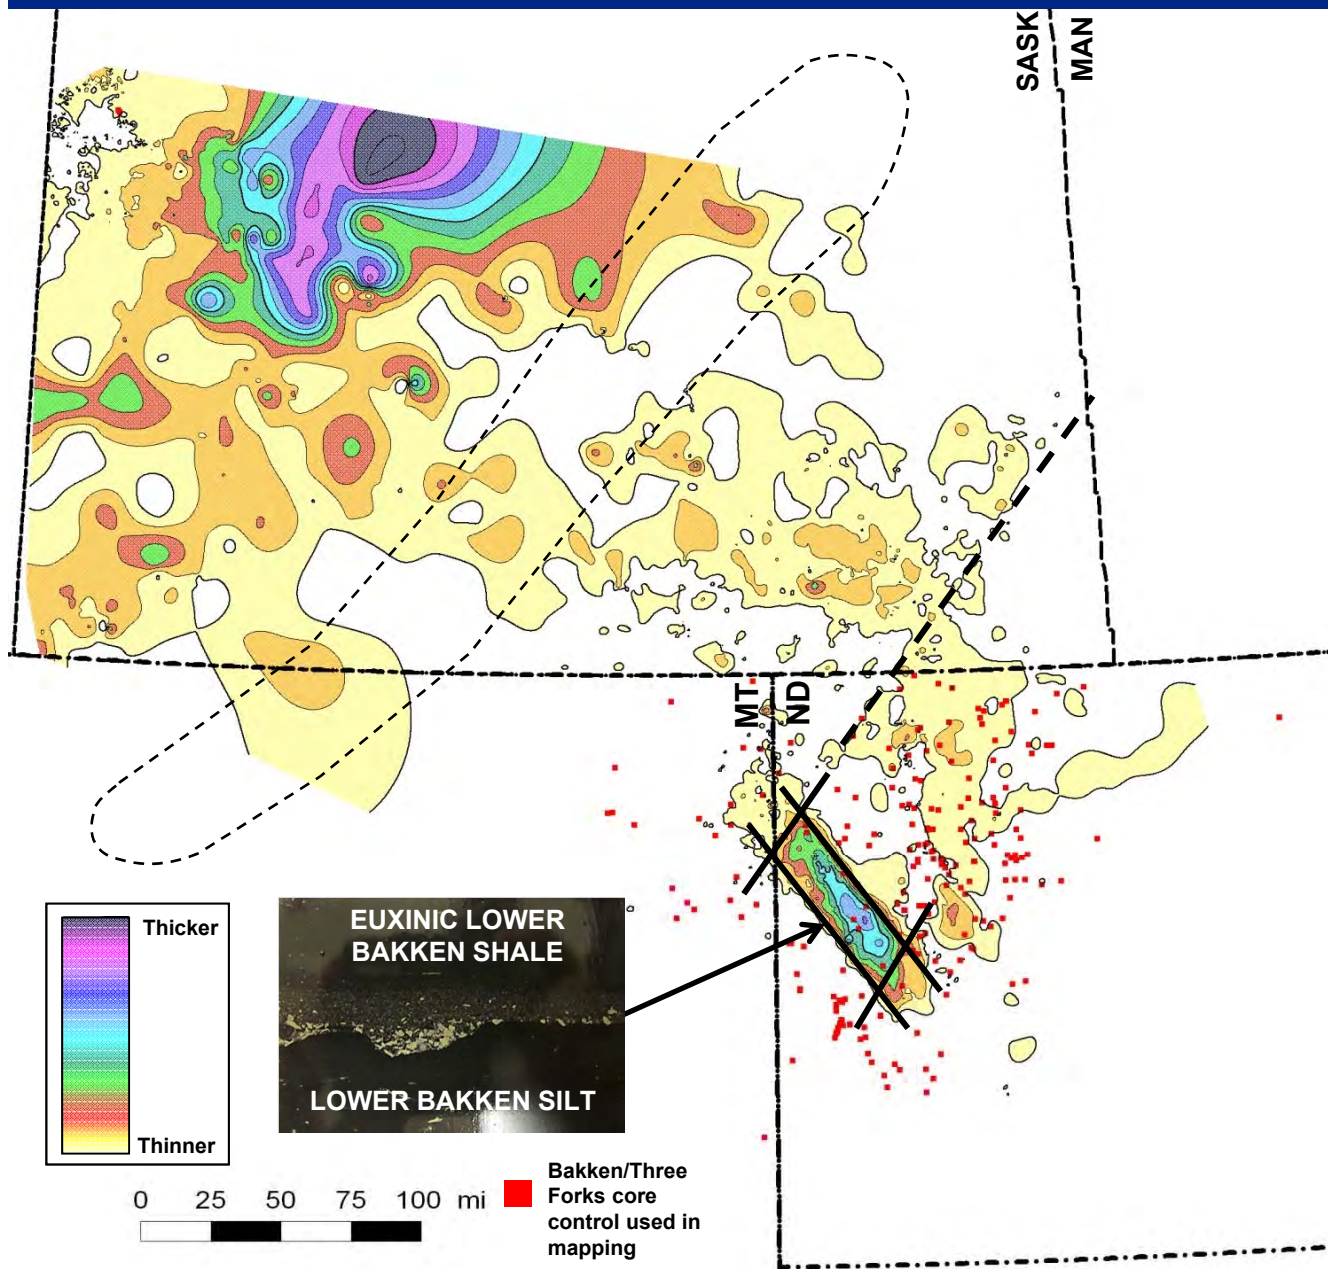 SASK
MAN
MT
ND
Thicker
Thinner
EUXINIC LOWER
BAKKEN SHALE
LOWER BAKKEN SILT
0 25 50 75 100 mi
Bakken/Three
Forks core
control used in
mapping